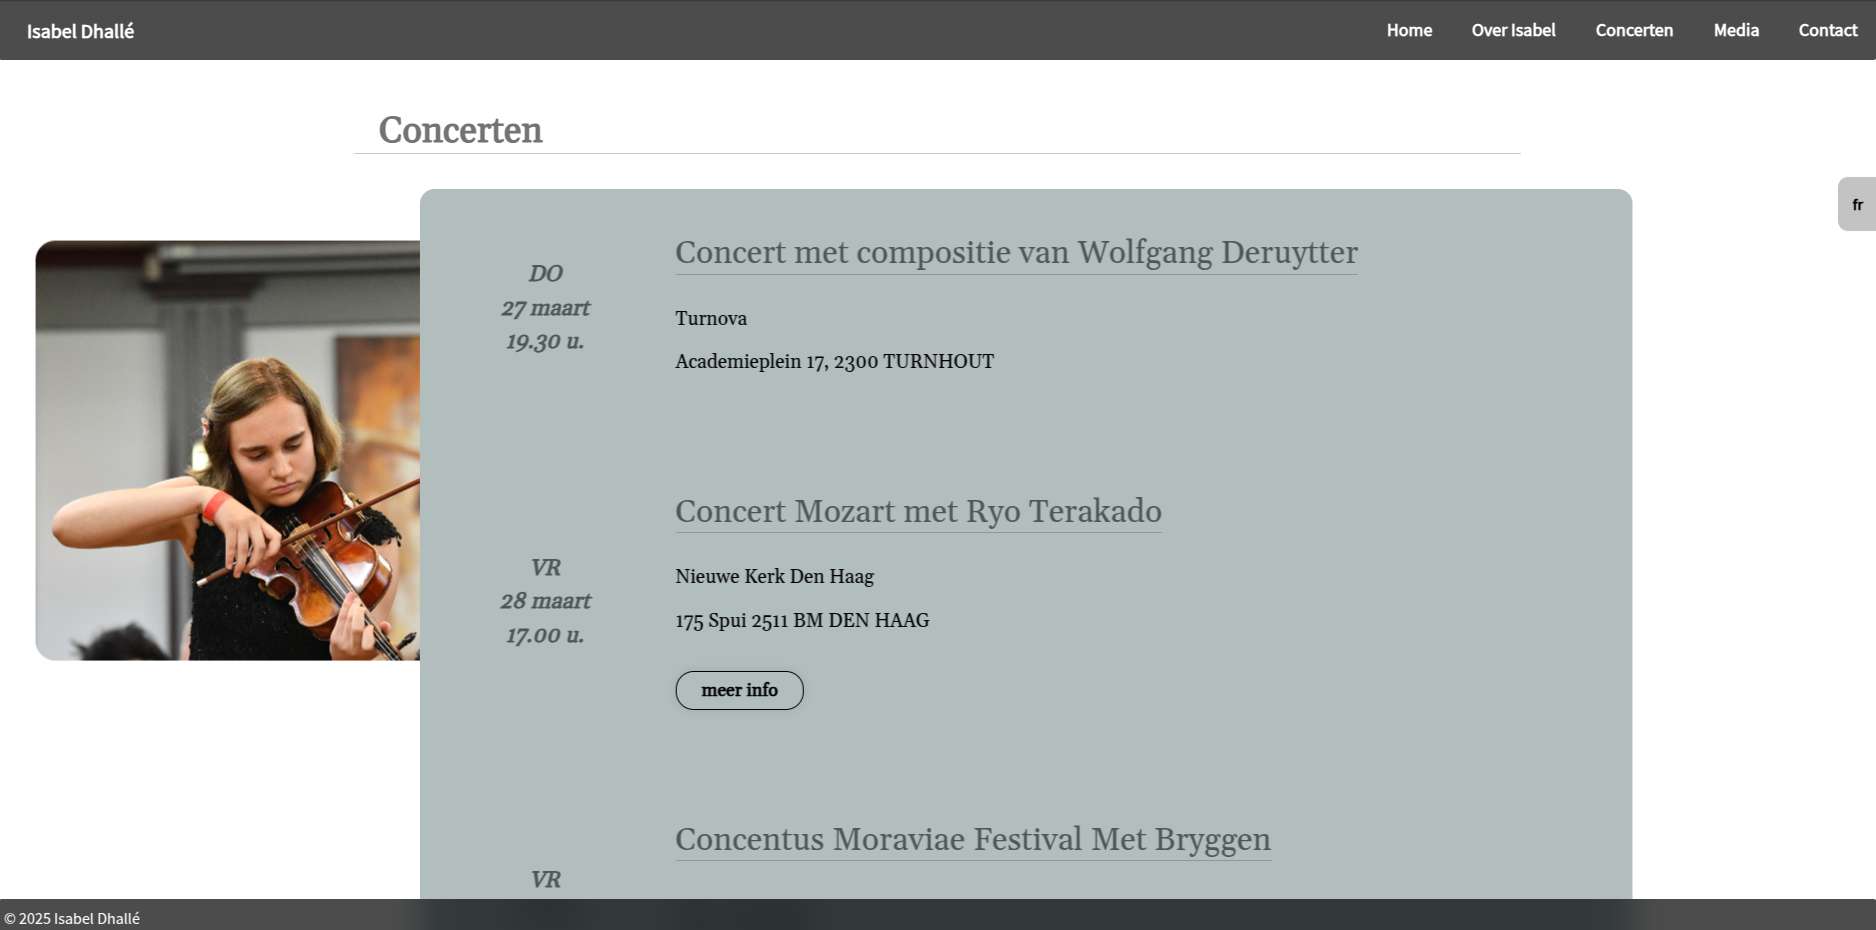 Isabel Dhallé
Home
Over Isabel
Concerten
Media
Contact
Concerten
fr
DO
27 maart
19.30 u.
Concert met compositie van Wolfgang Deruytter
Turnova
Academieplein 17, 2300 TURNHOUT
VR
28 maart
17.00 u.
Concert Mozart met Ryo Terakado
Nieuwe Kerk Den Haag
175 Spui 2511 BM DEN HAAG
meer info
VR
Concentus Moraviae Festival Met Bryggen
© 2025 Isabel Dhallé